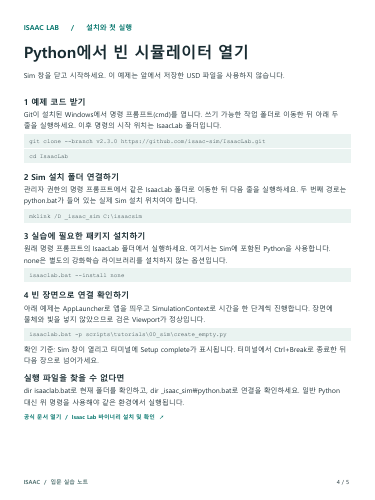 ISAAC LAB / 설치와 첫 실행
Python에서 빈 시뮬레이터 열기
Sim 창을 닫고 시작하세요. 이 예제는 앞에서 저장한 USD 파일을 사용하지 않습니다.
1 예제 코드 받기
Git이 설치된 Windows에서 명령 프롬프트(cmd)를 엽니다. 쓰기 가능한 작업 폴더로 이동한 뒤 아래 두
줄을 실행하세요. 이후 명령의 시작 위치는 IsaacLab 폴더입니다.
git clone --branch v2.3.0 https://github.com/isaac-sim/IsaacLab.git
cd IsaacLab
2 Sim 설치 폴더 연결하기
관리자 권한의 명령 프롬프트에서 같은 IsaacLab 폴더로 이동한 뒤 다음 줄을 실행하세요. 두 번째 경로는
python.bat가 들어 있는 실제 Sim 설치 위치여야 합니다.
mklink /D _isaac_sim C:\isaacsim
3 실습에 필요한 패키지 설치하기
원래 명령 프롬프트의 IsaacLab 폴더에서 실행하세요. 여기서는 Sim에 포함된 Python을 사용합니다.
none은 별도의 강화학습 라이브러리를 설치하지 않는 옵션입니다.
isaaclab.bat --install none
4 빈 장면으로 연결 확인하기
아래 예제는 AppLauncher로 앱을 띄우고 SimulationContext로 시간을 한 단계씩 진행합니다. 장면에
물체와 빛을 넣지 않았으므로 검은 Viewport가 정상입니다.
isaaclab.bat -p scripts\tutorials\00_sim\create_empty.py
확인 기준: Sim 창이 열리고 터미널에 Setup complete가 표시됩니다. 터미널에서 Ctrl+Break로 종료한 뒤
다음 장으로 넘어가세요.
실행 파일을 찾을 수 없다면
dir isaaclab.bat로 현재 폴더를 확인하고, dir _isaac_sim\python.bat로 연결을 확인하세요. 일반 Python
대신 위 명령을 사용해야 같은 환경에서 실행됩니다.
공식 문서 열기 / Isaac Lab 바이너리 설치 및 확인 ↗
ISAAC / 입문 실습 노트
4 / 5